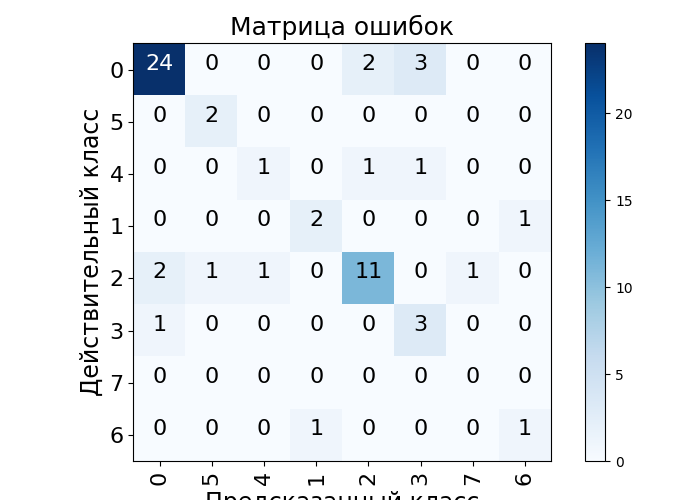 Матрица ошибок
Действительный класс
0 24 0 0 0 2 3 0 0
5 0 2 0 0 0 0 0 0
4 0 0 1 0 1 1 0 0
1 0 0 0 2 0 0 0 1
2 2 1 1 0 11 0 1 0
3 1 0 0 0 0 3 0 0
7 0 0 0 0 0 0 0 0
6 0 0 0 1 0 0 0 1
0 5 4 1 2 3 7 6
Предсказанный класс
20
15
10
5
0